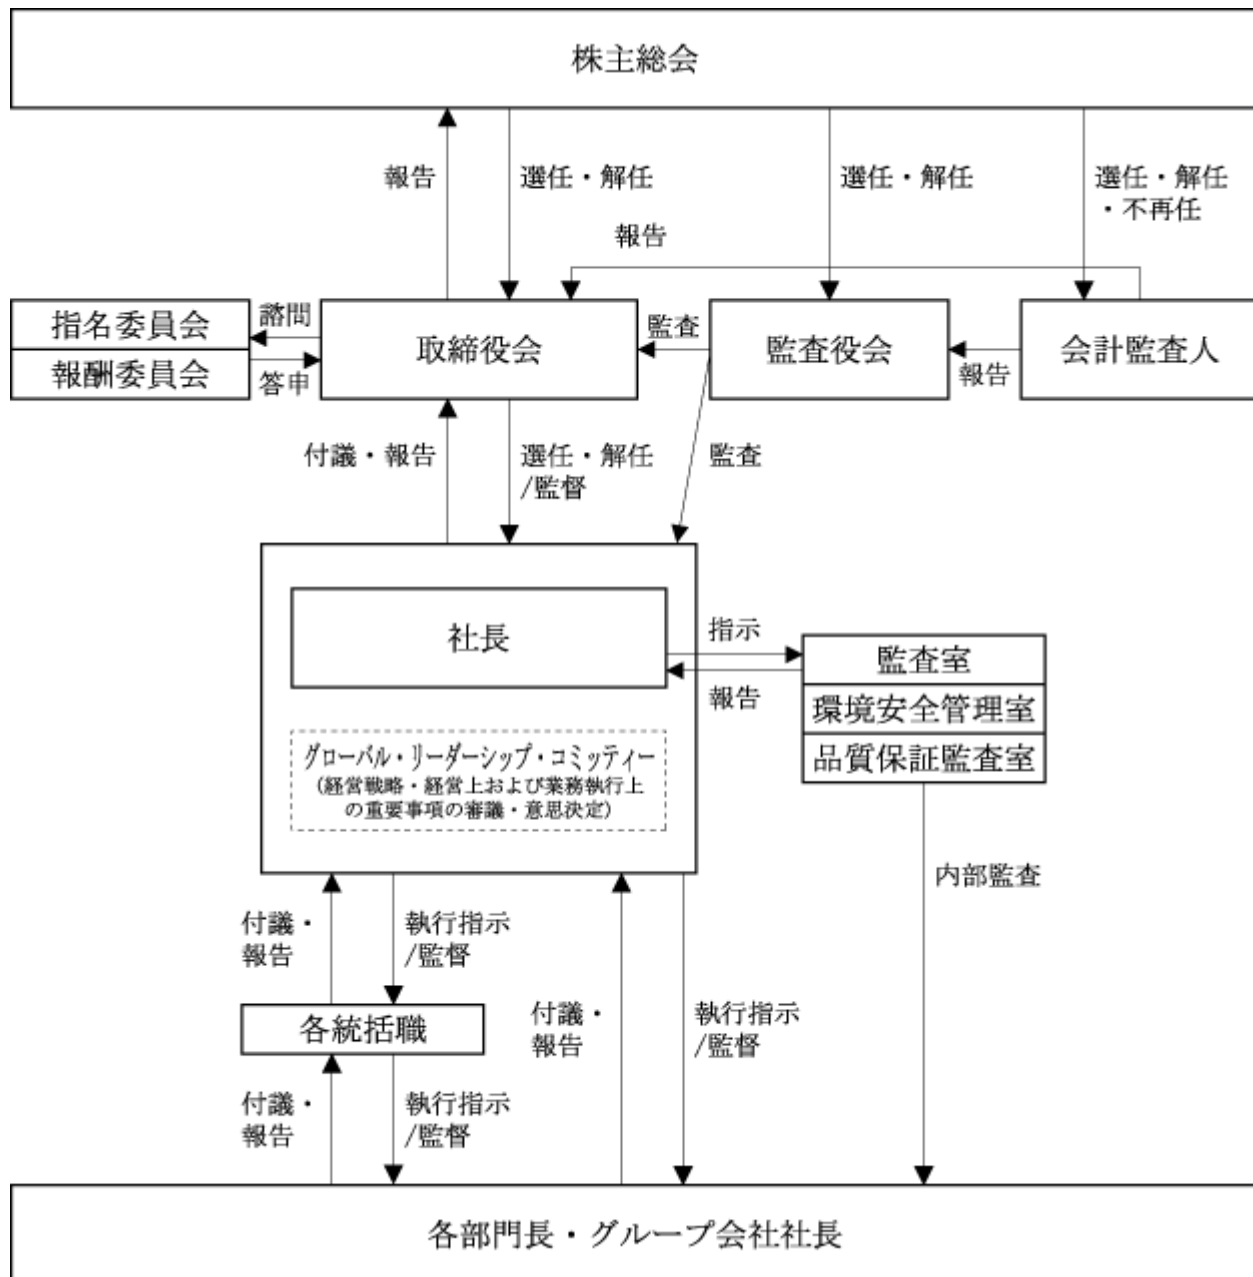 株主総会
報告
選任・解任
選任・解任
選任・解任
・不再任
報告
指名委員会
報酬委員会
諮問
答申
取締役会
監査
監査役会
報告
会計監査人
付議・報告
選任・解任
/監督
監査
社長
指示
報告
監査室
環境安全管理室
品質保証監査室
グローバル・リーダーシップ・コミッティー
(経営戦略・経営上および業務執行上
の重要事項の審議・意思決定)
内部監査
付議・
報告
執行指示
/監督
各統括職
付議・
報告
執行指示
/監督
付議・
報告
執行指示
/監督
各部門長・グループ会社社長